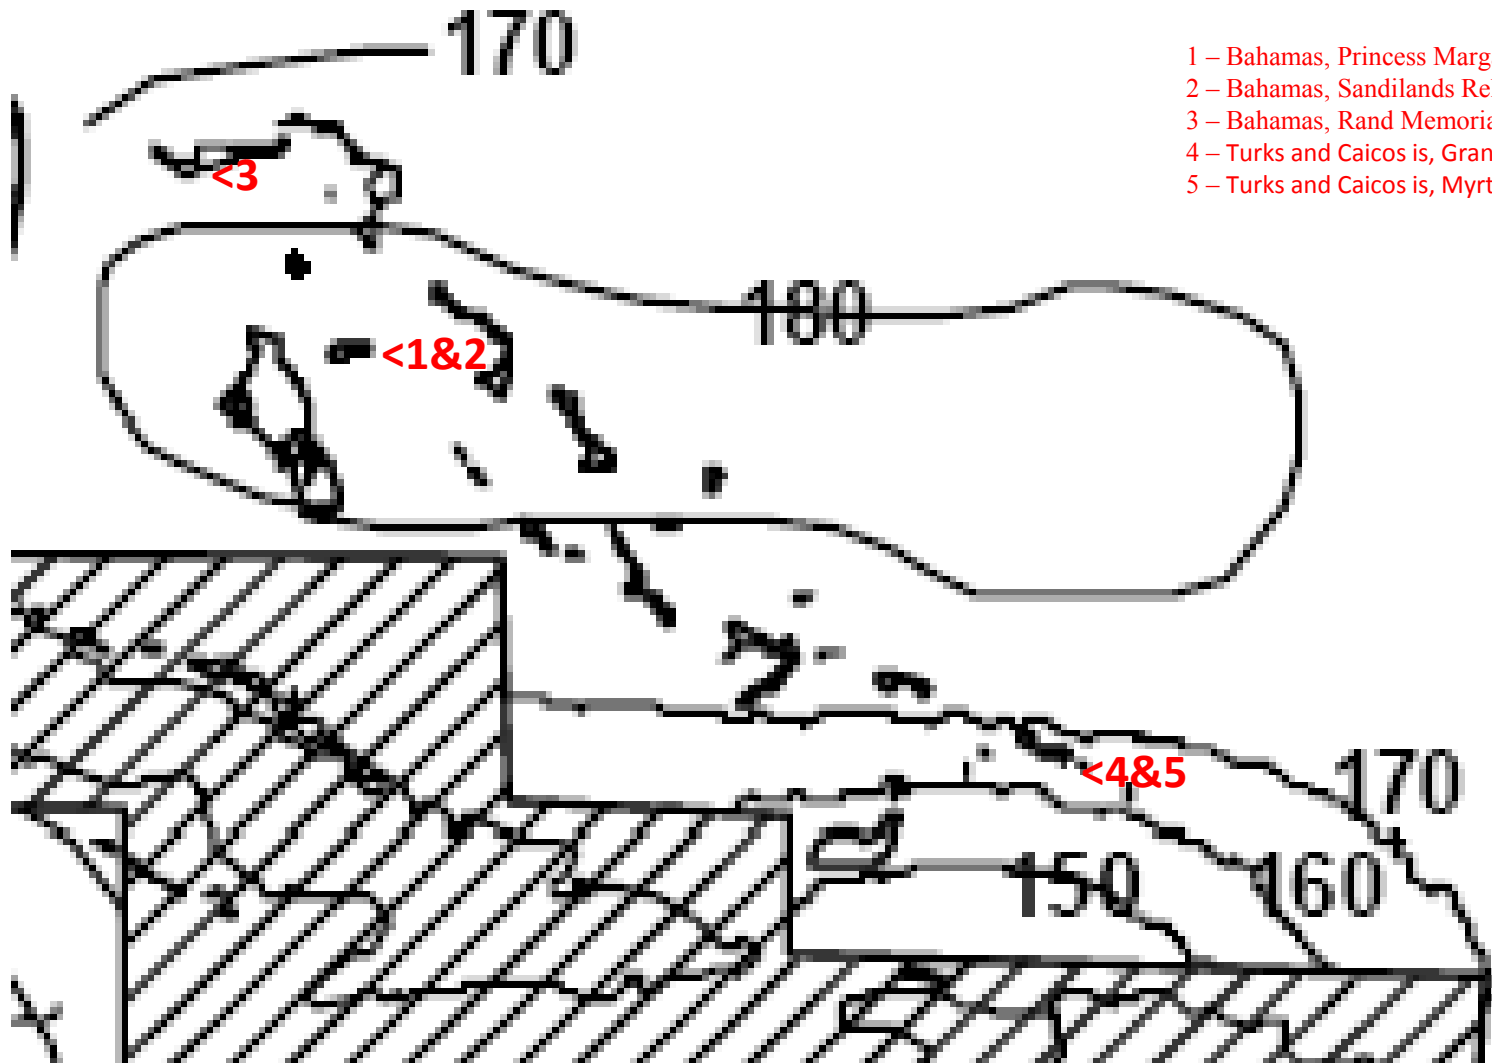 170
1 – Bahamas, Princess Marg
2 – Bahamas, Sandilands Re
3 – Bahamas, Rand Memoria
4 – Turks and Caicos is, Gran
5 – Turks and Caicos is, Myrt
<3
180
<1&2
<4&5
170
150
160